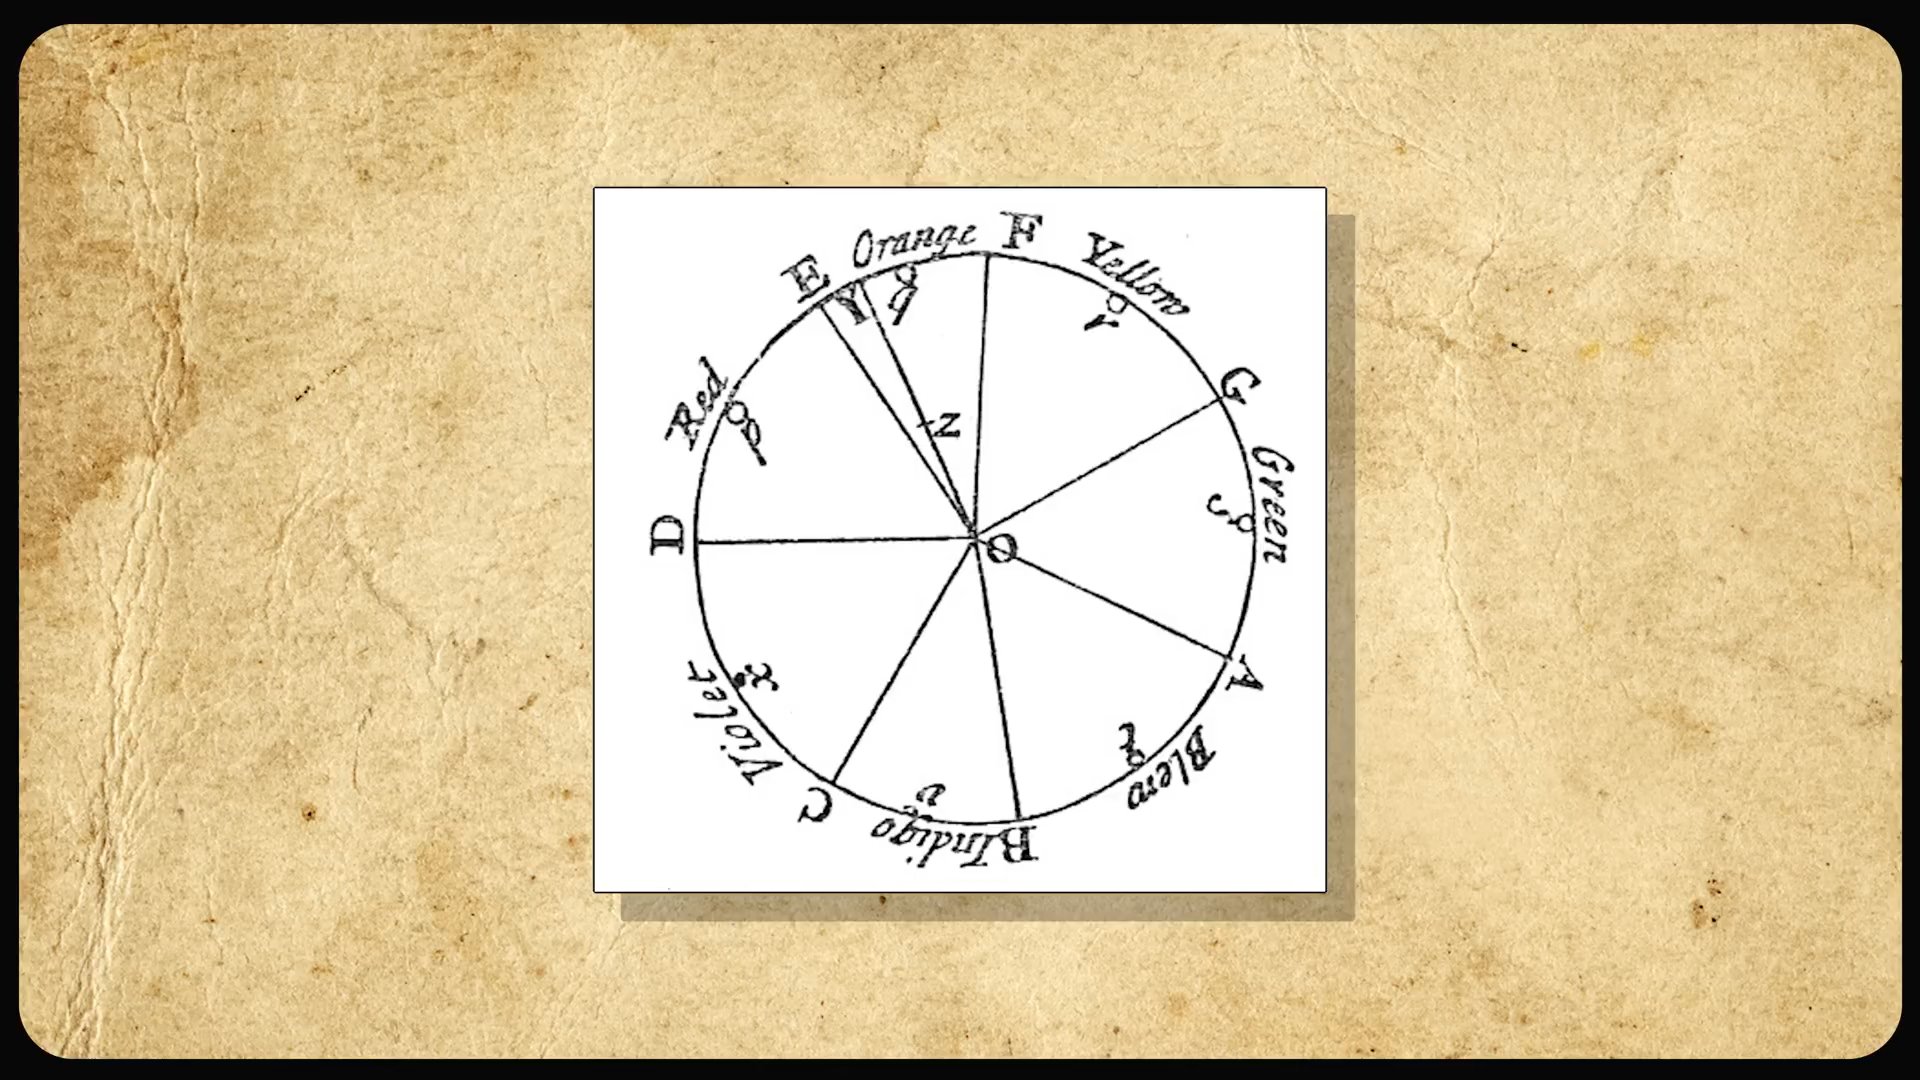 D
Red
p
E
Y
Orange
q
F
Yellow
r
G
Green
s
A
Blew
t
B
Indigo
v
C
Violet
x
Z
O